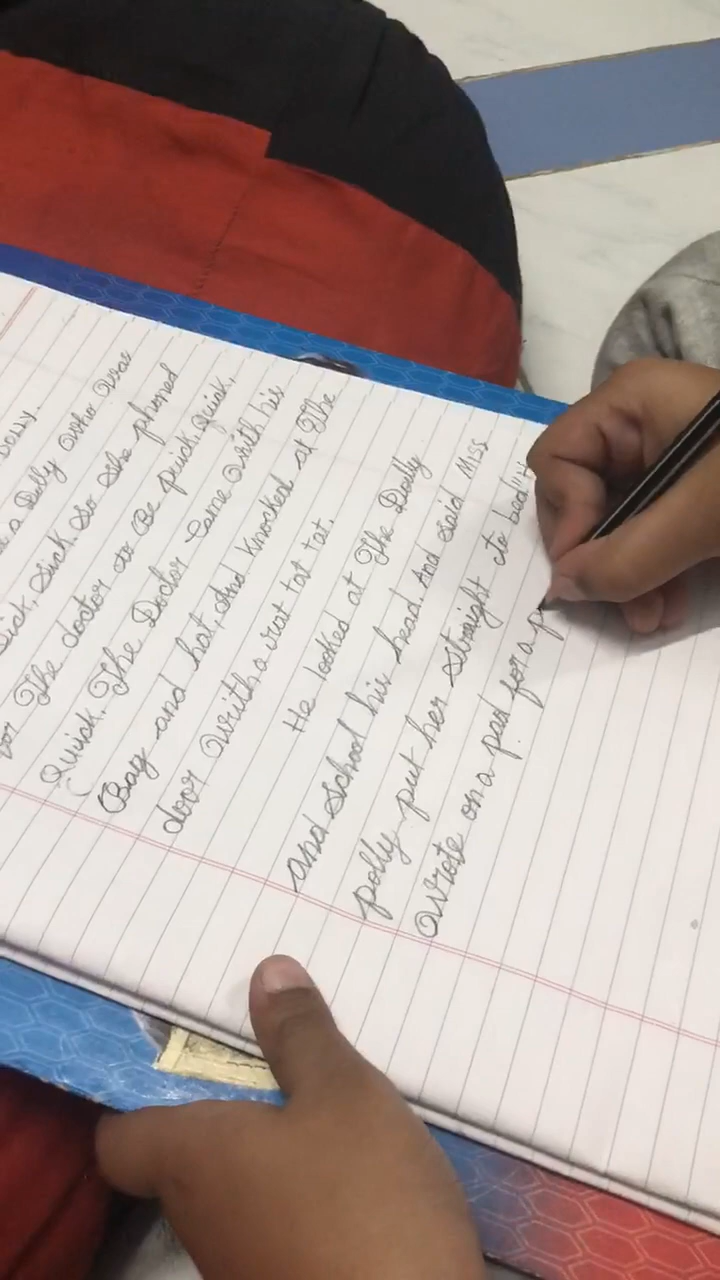 DOLLY.
a Dolly who was
sick, sick. so she phoned
for The doctor to Be quick, quick,
Quick. The Doctor Came with his
Bag and hat, And knocked at The
door with a rat tat tat.
He looked at The Dolly
and school his head And said Miss
polly put her straight to bed"H
wrote on a pad for a p